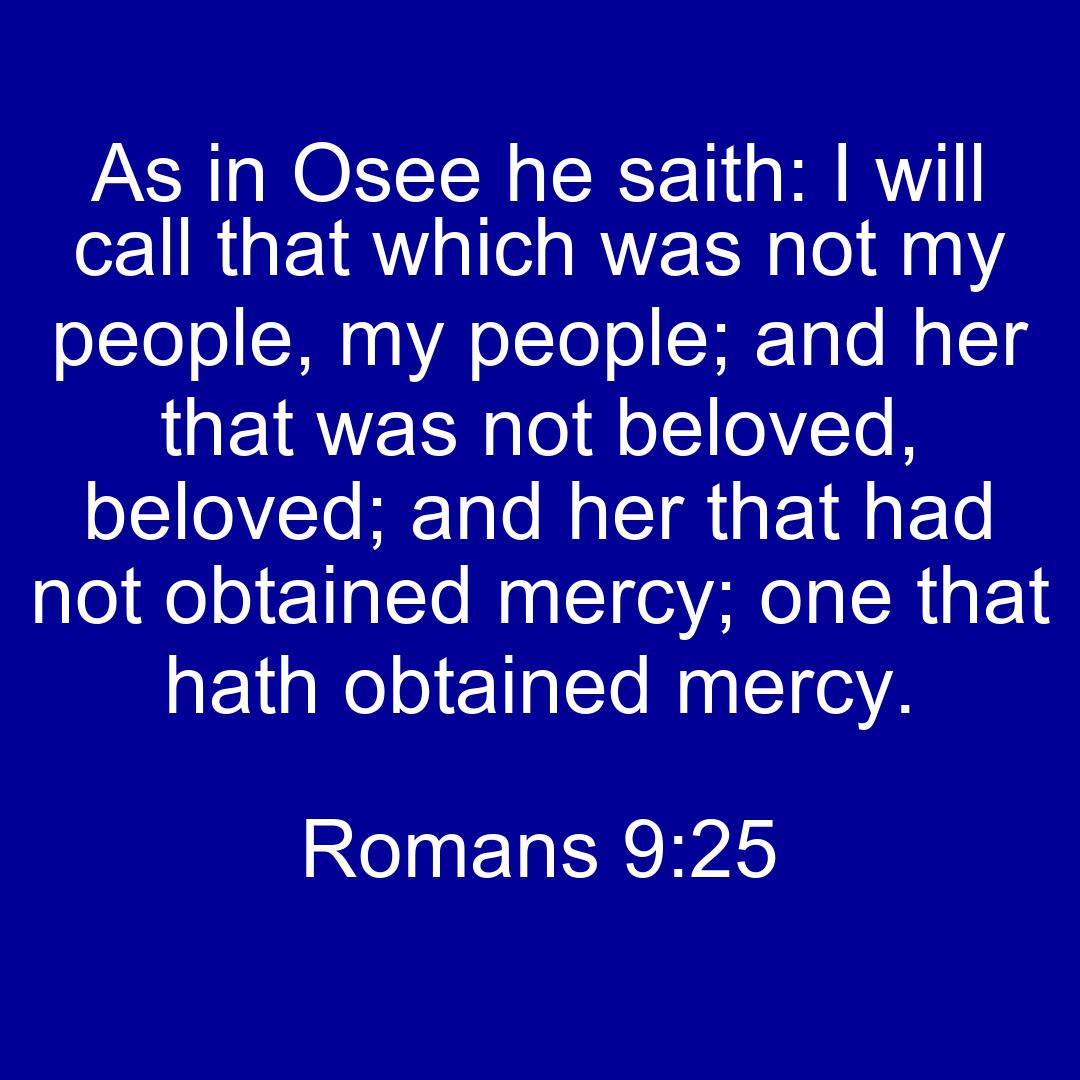 As in Osee he saith: I will
call that which was not my
people, my people; and her
that was not beloved,
beloved; and her that had
not obtained mercy; one that
hath obtained mercy.
Romans 9:25